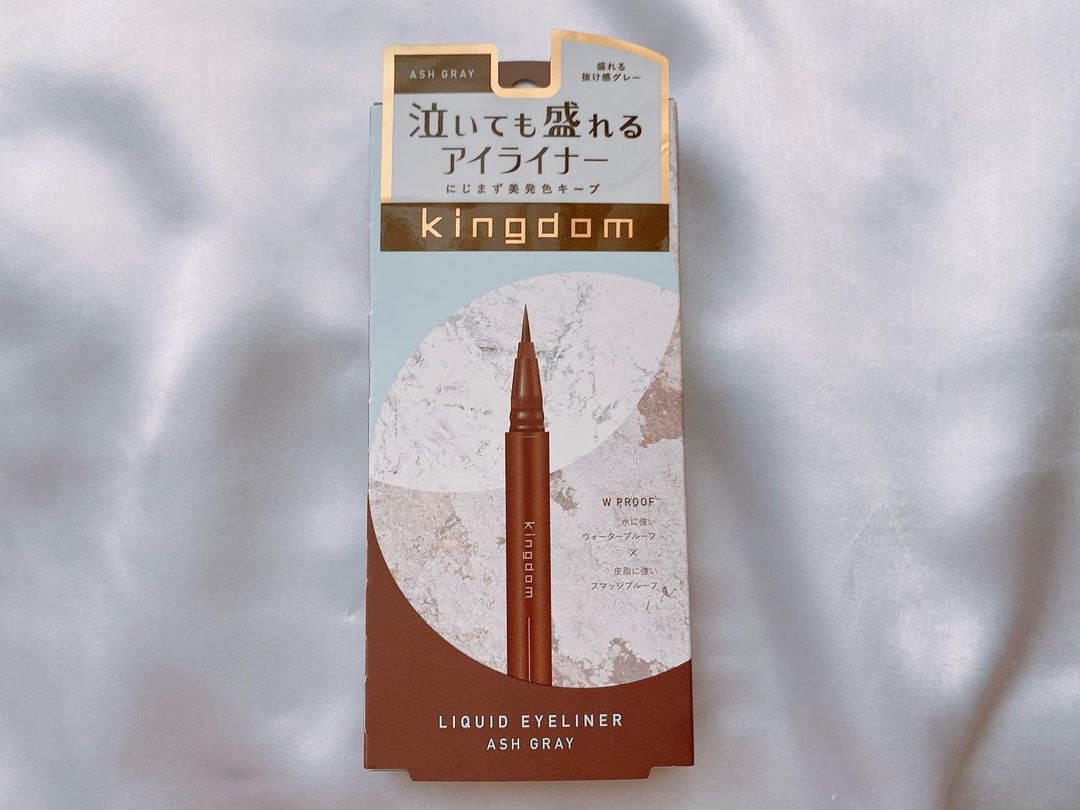 ASH GRAY
盛れる
抜け感グレー
泣いても盛れる
アイライナー
にじまず美発色キープ
kingdom
kingdom
W PROOF
水に強い
ウォータープルーフ
×
皮脂に強い
スマッジプルーフ
LIQUID EYELINER
ASH GRAY